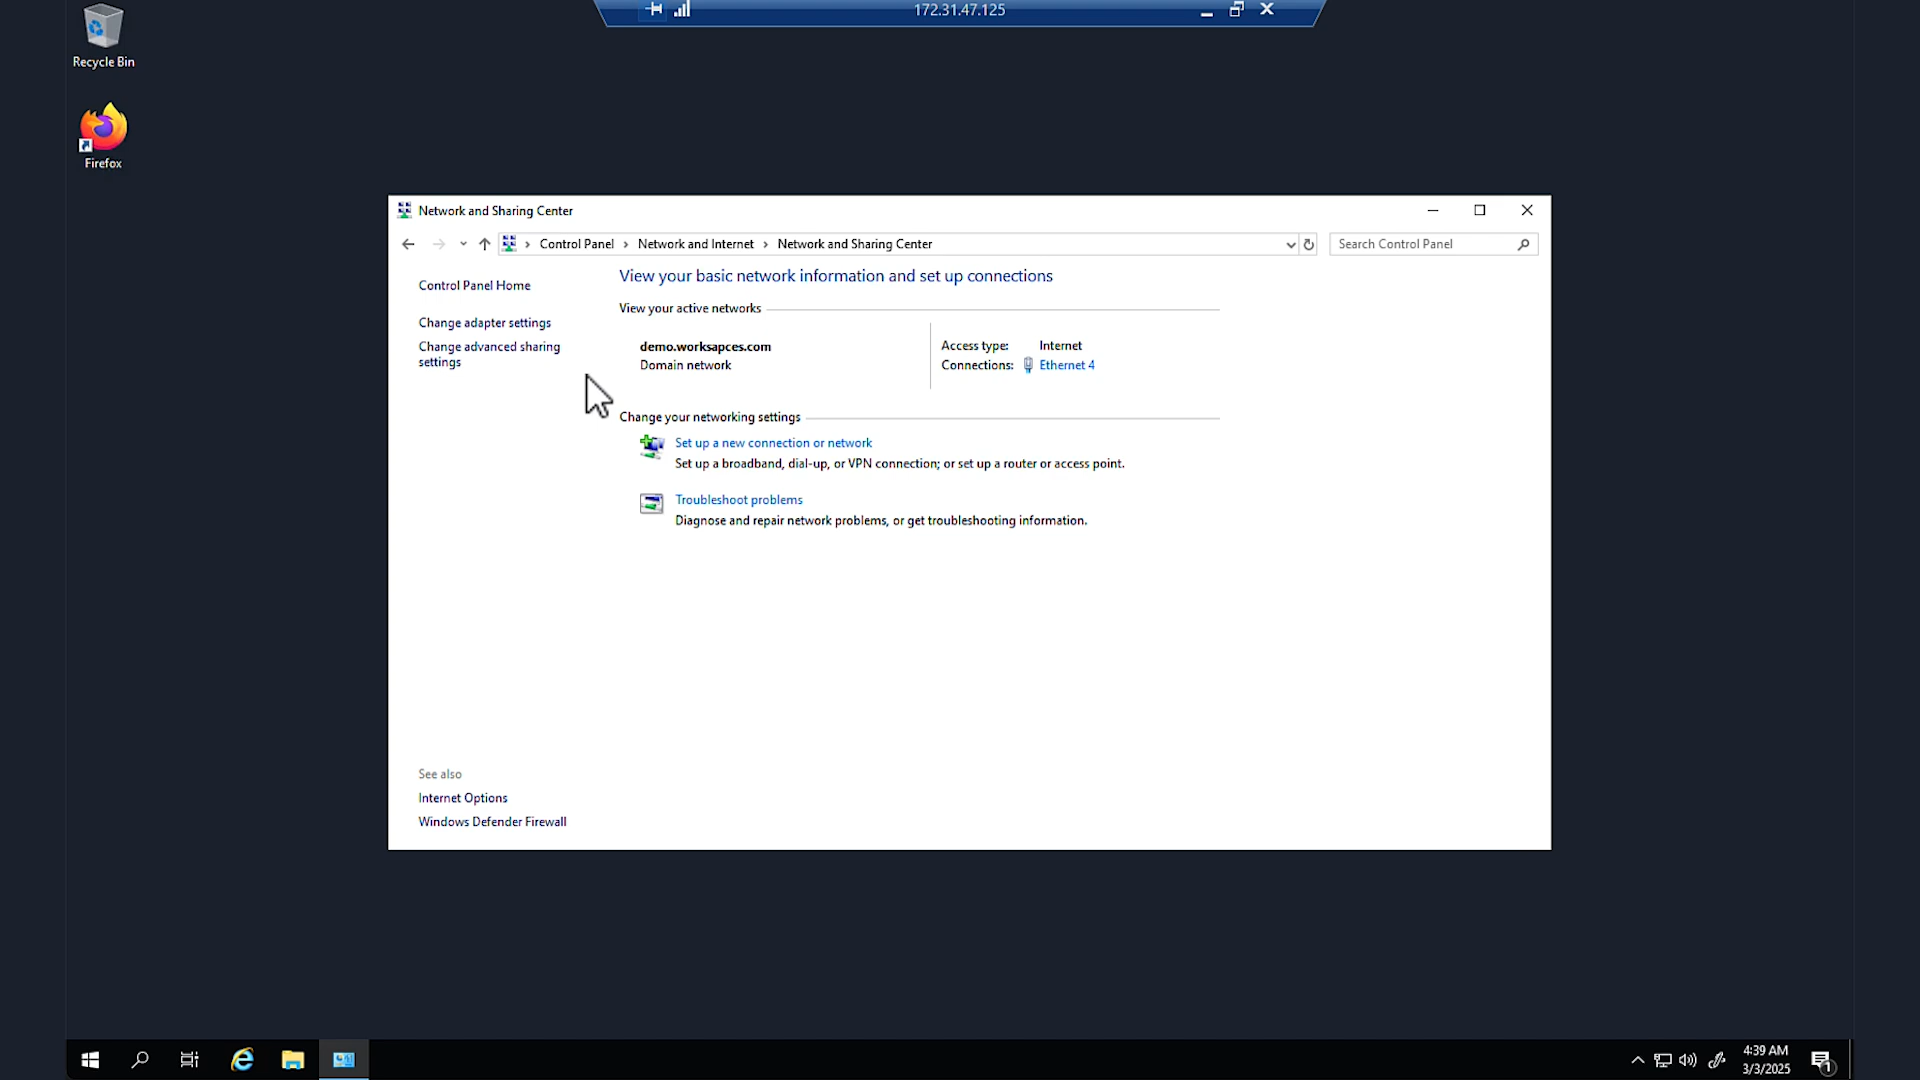 172.31.47.125
Recycle Bin
Firefox
Network and Sharing Center
Control Panel > Network and Internet > Network and Sharing Center
Search Control Panel
Control Panel Home
Change adapter settings
Change advanced sharing
settings
View your basic network information and set up connections
View your active networks
demo.worksapces.com
Domain network
Access type: Internet
Connections: Ethernet 4
Change your networking settings
Set up a new connection or network
Set up a broadband, dial-up, or VPN connection; or set up a router or access point.
Troubleshoot problems
Diagnose and repair network problems, or get troubleshooting information.
See also
Internet Options
Windows Defender Firewall
4:39 AM
3/3/2025
1